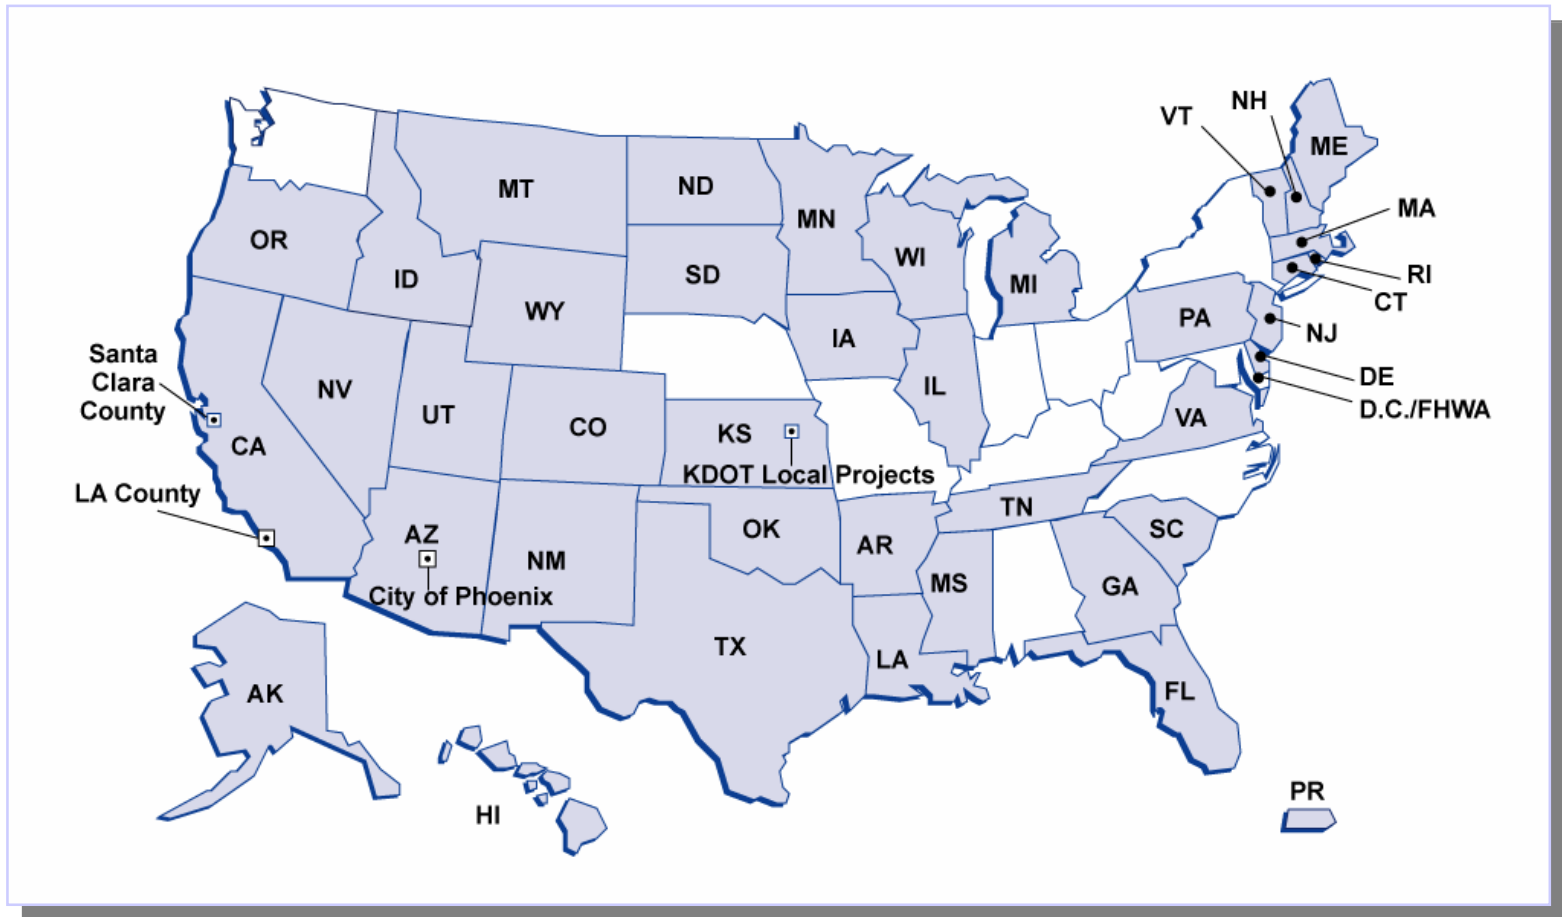 NH
VT
ME
MT
ND
MA
MN
OR
WI
RI
ID
SD
MI
CT
WY
PA
NJ
IA
Santa
Clara
County
DE
NV
IL
D.C./FHWA
UT
CO
KS
VA
CA
KDOT Local Projects
LA County
TN
OK
SC
AZ
AR
NM
MS
GA
City of Phoenix
TX
LA
AK
FL
PR
HI